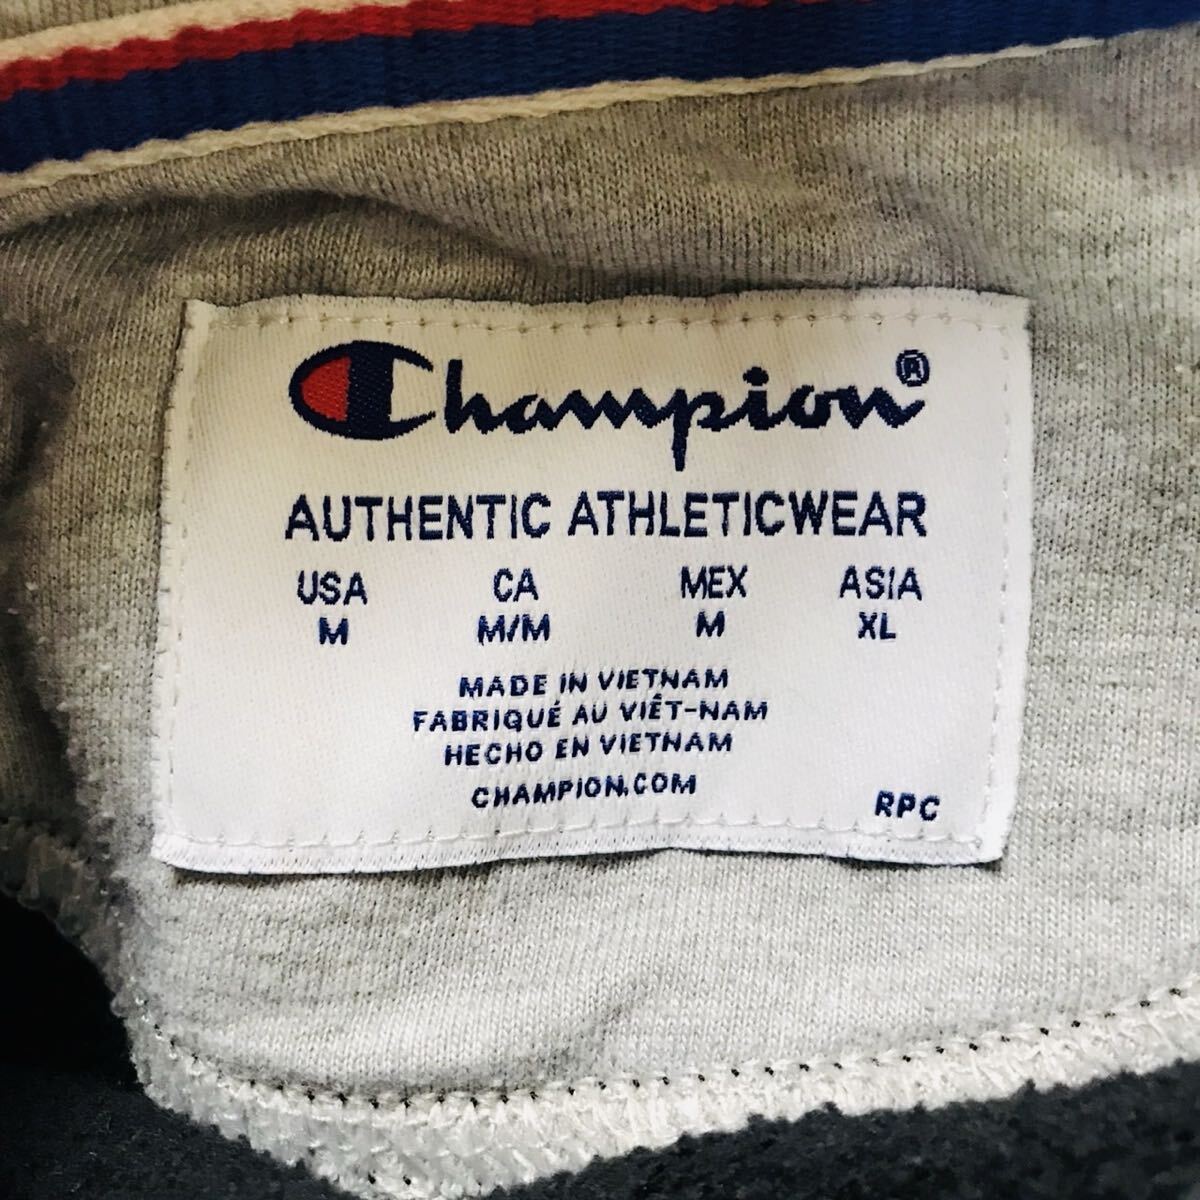 Champion®
AUTHENTIC ATHLETICWEAR
USA CA MEX ASIA
M M/M M XL
MADE IN VIETNAM
FABRIQUÉ AU VIÊT-NAM
HECHO EN VIETNAM
CHAMPION.COM
RPC